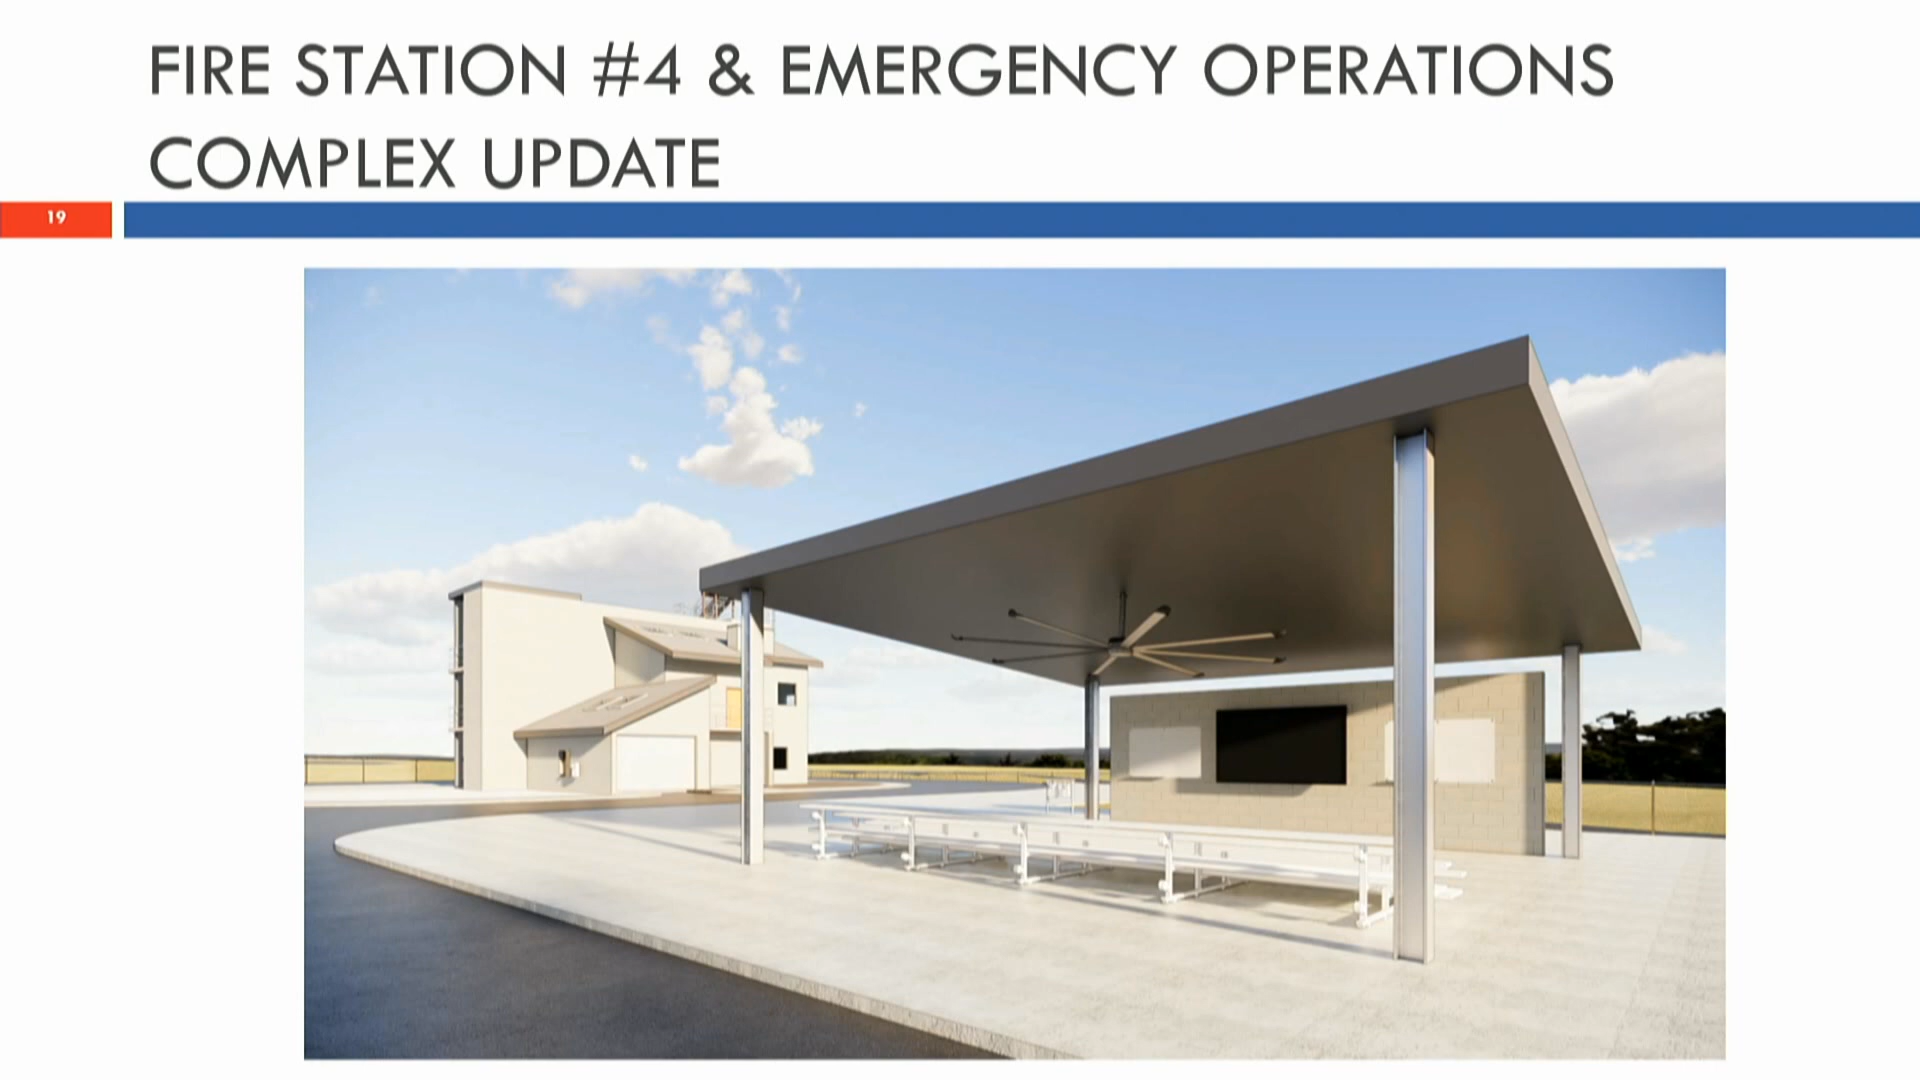 FIRE STATION #4 & EMERGENCY OPERATIONS
COMPLEX UPDATE
19